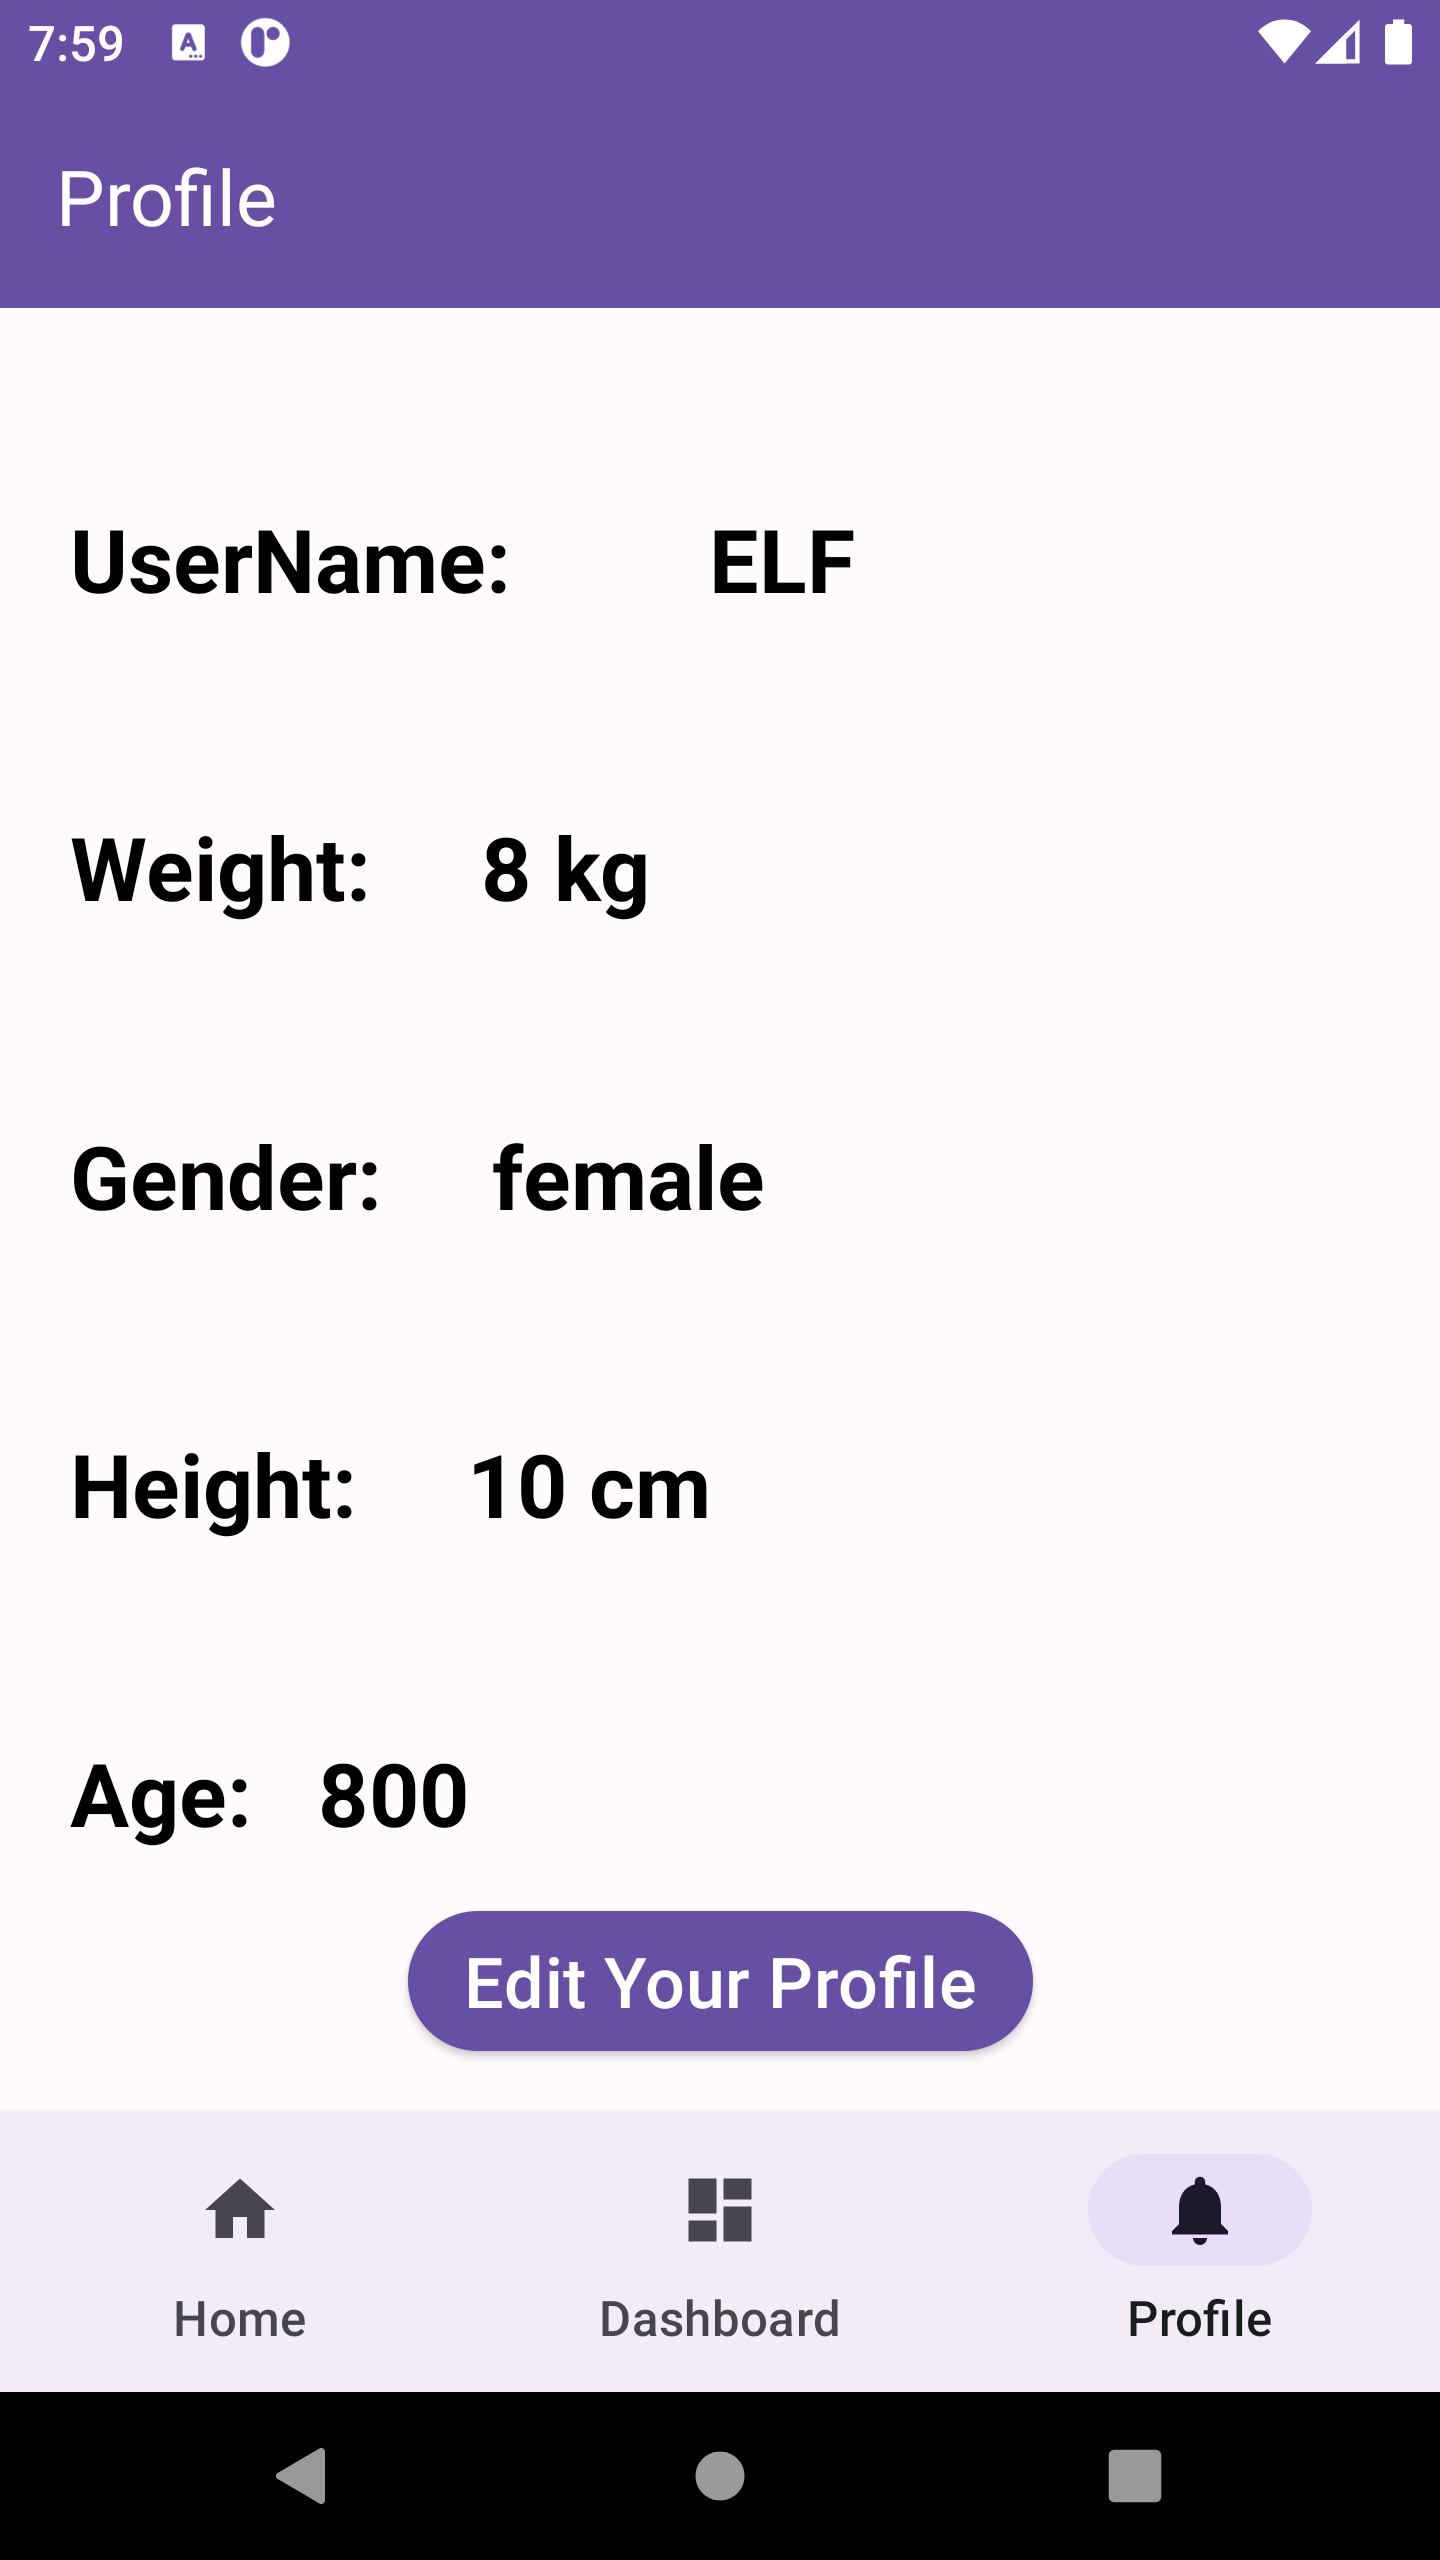 7:59
Profile
UserName: ELF
Weight: 8 kg
Gender: female
Height: 10 cm
Age: 800
Edit Your Profile
Home Dashboard Profile